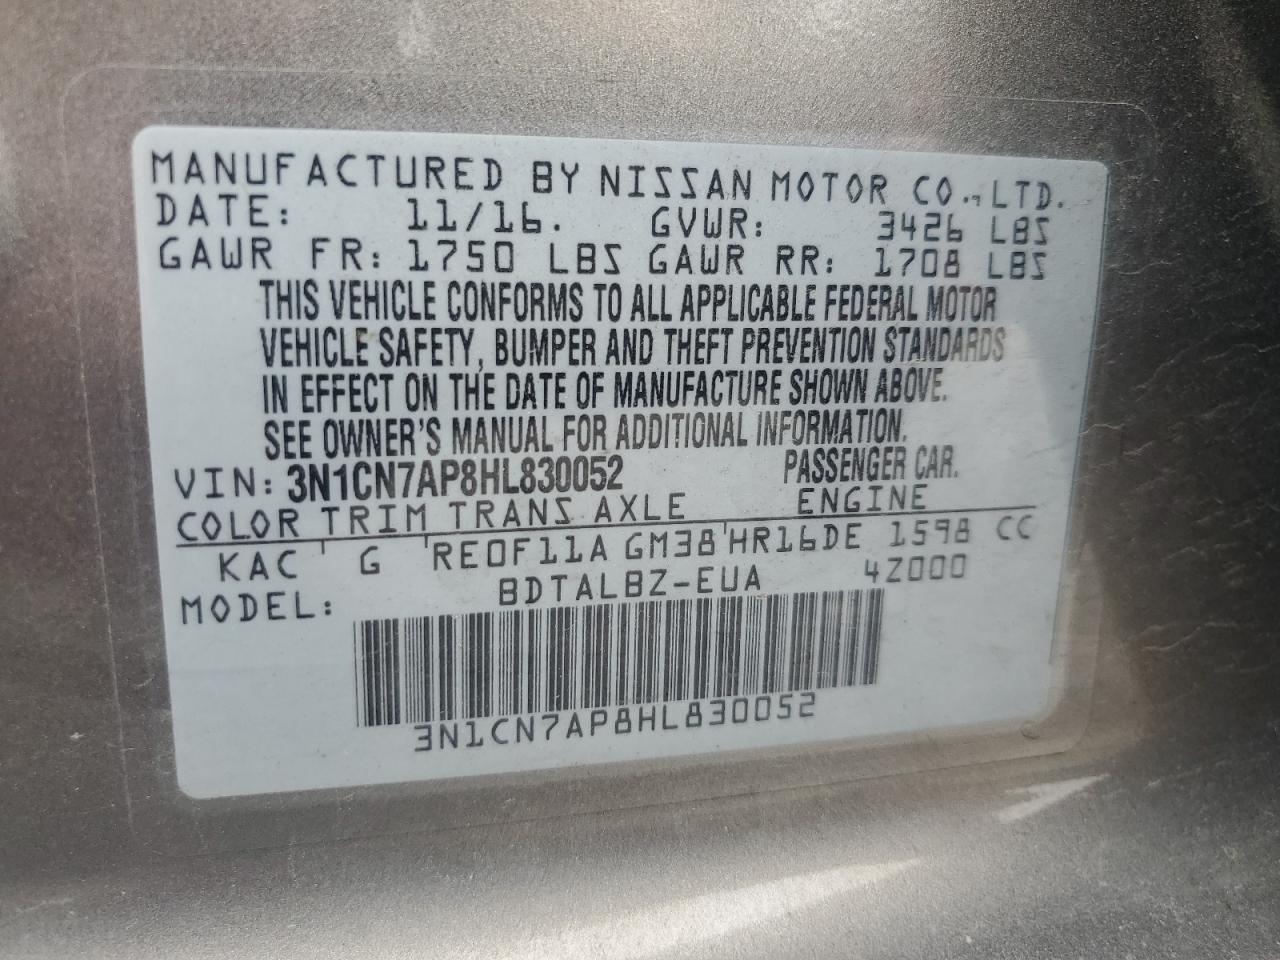 MANUFACTURED BY NISSAN MOTOR CO., LTD.
DATE: 11/16. GVWR: 3426 LBS
GAWR FR: 1750 LBS GAWR RR: 1708 LBS
THIS VEHICLE CONFORMS TO ALL APPLICABLE FEDERAL MOTOR
VEHICLE SAFETY, BUMPER AND THEFT PREVENTION STANDARDS
IN EFFECT ON THE DATE OF MANUFACTURE SHOWN ABOVE.
SEE OWNER'S MANUAL FOR ADDITIONAL INFORMATION.
VIN: 3N1CN7AP8HL830052 PASSENGER CAR.
COLOR TRIM TRANS AXLE ENGINE
KAC G RE0F11A GM38 HR16DE 1598 CC
MODEL: BDTALBZ-EUA 4Z000
3N1CN7AP8HL830052